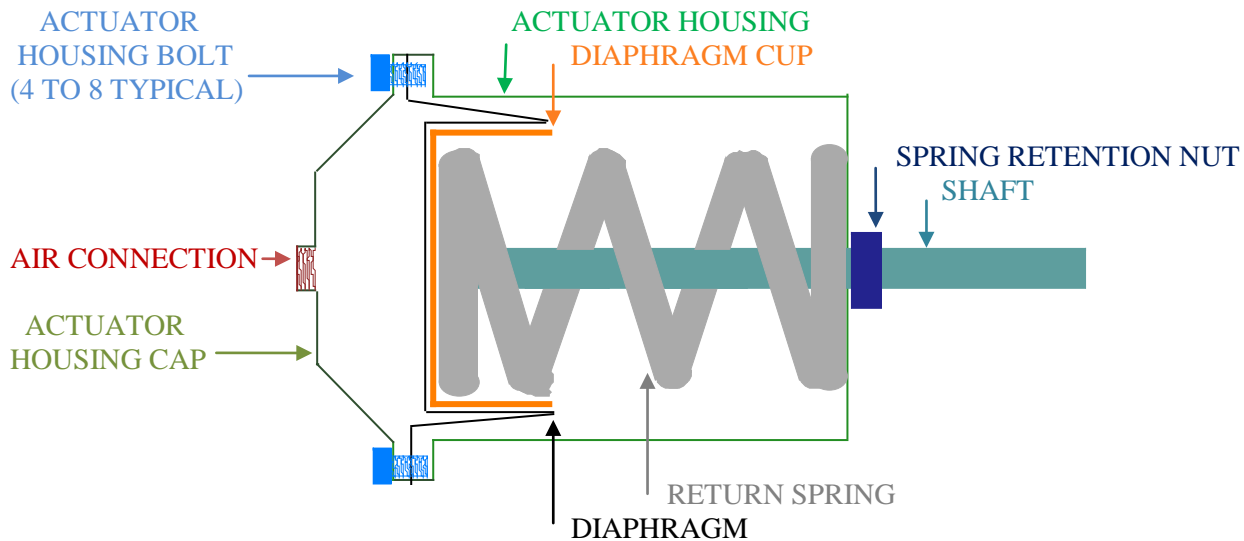 ACTUATOR
HOUSING BOLT
(4 TO 8 TYPICAL)
ACTUATOR HOUSING
DIAPHRAGM CUP
SPRING RETENTION NUT
SHAFT
AIR CONNECTION
ACTUATOR
HOUSING CAP
RETURN SPRING
DIAPHRAGM